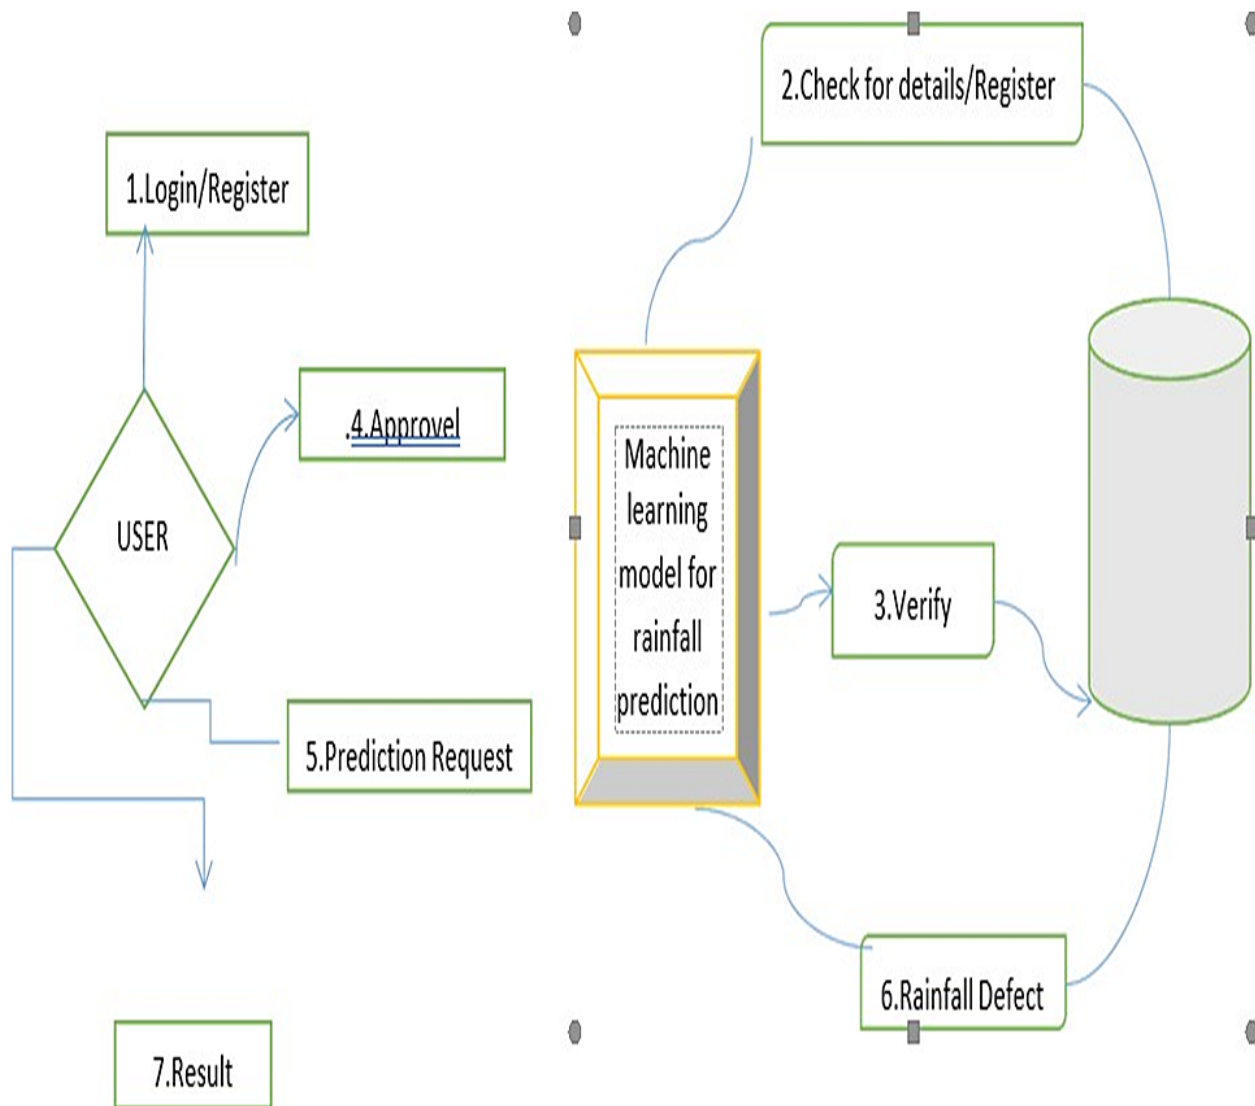 1.Login/Register
2.Check for details/Register
3.Verify
.4.Approvel
5.Prediction Request
6.Rainfall Defect
7.Result
USER
Machine
learning
model for
rainfall
prediction